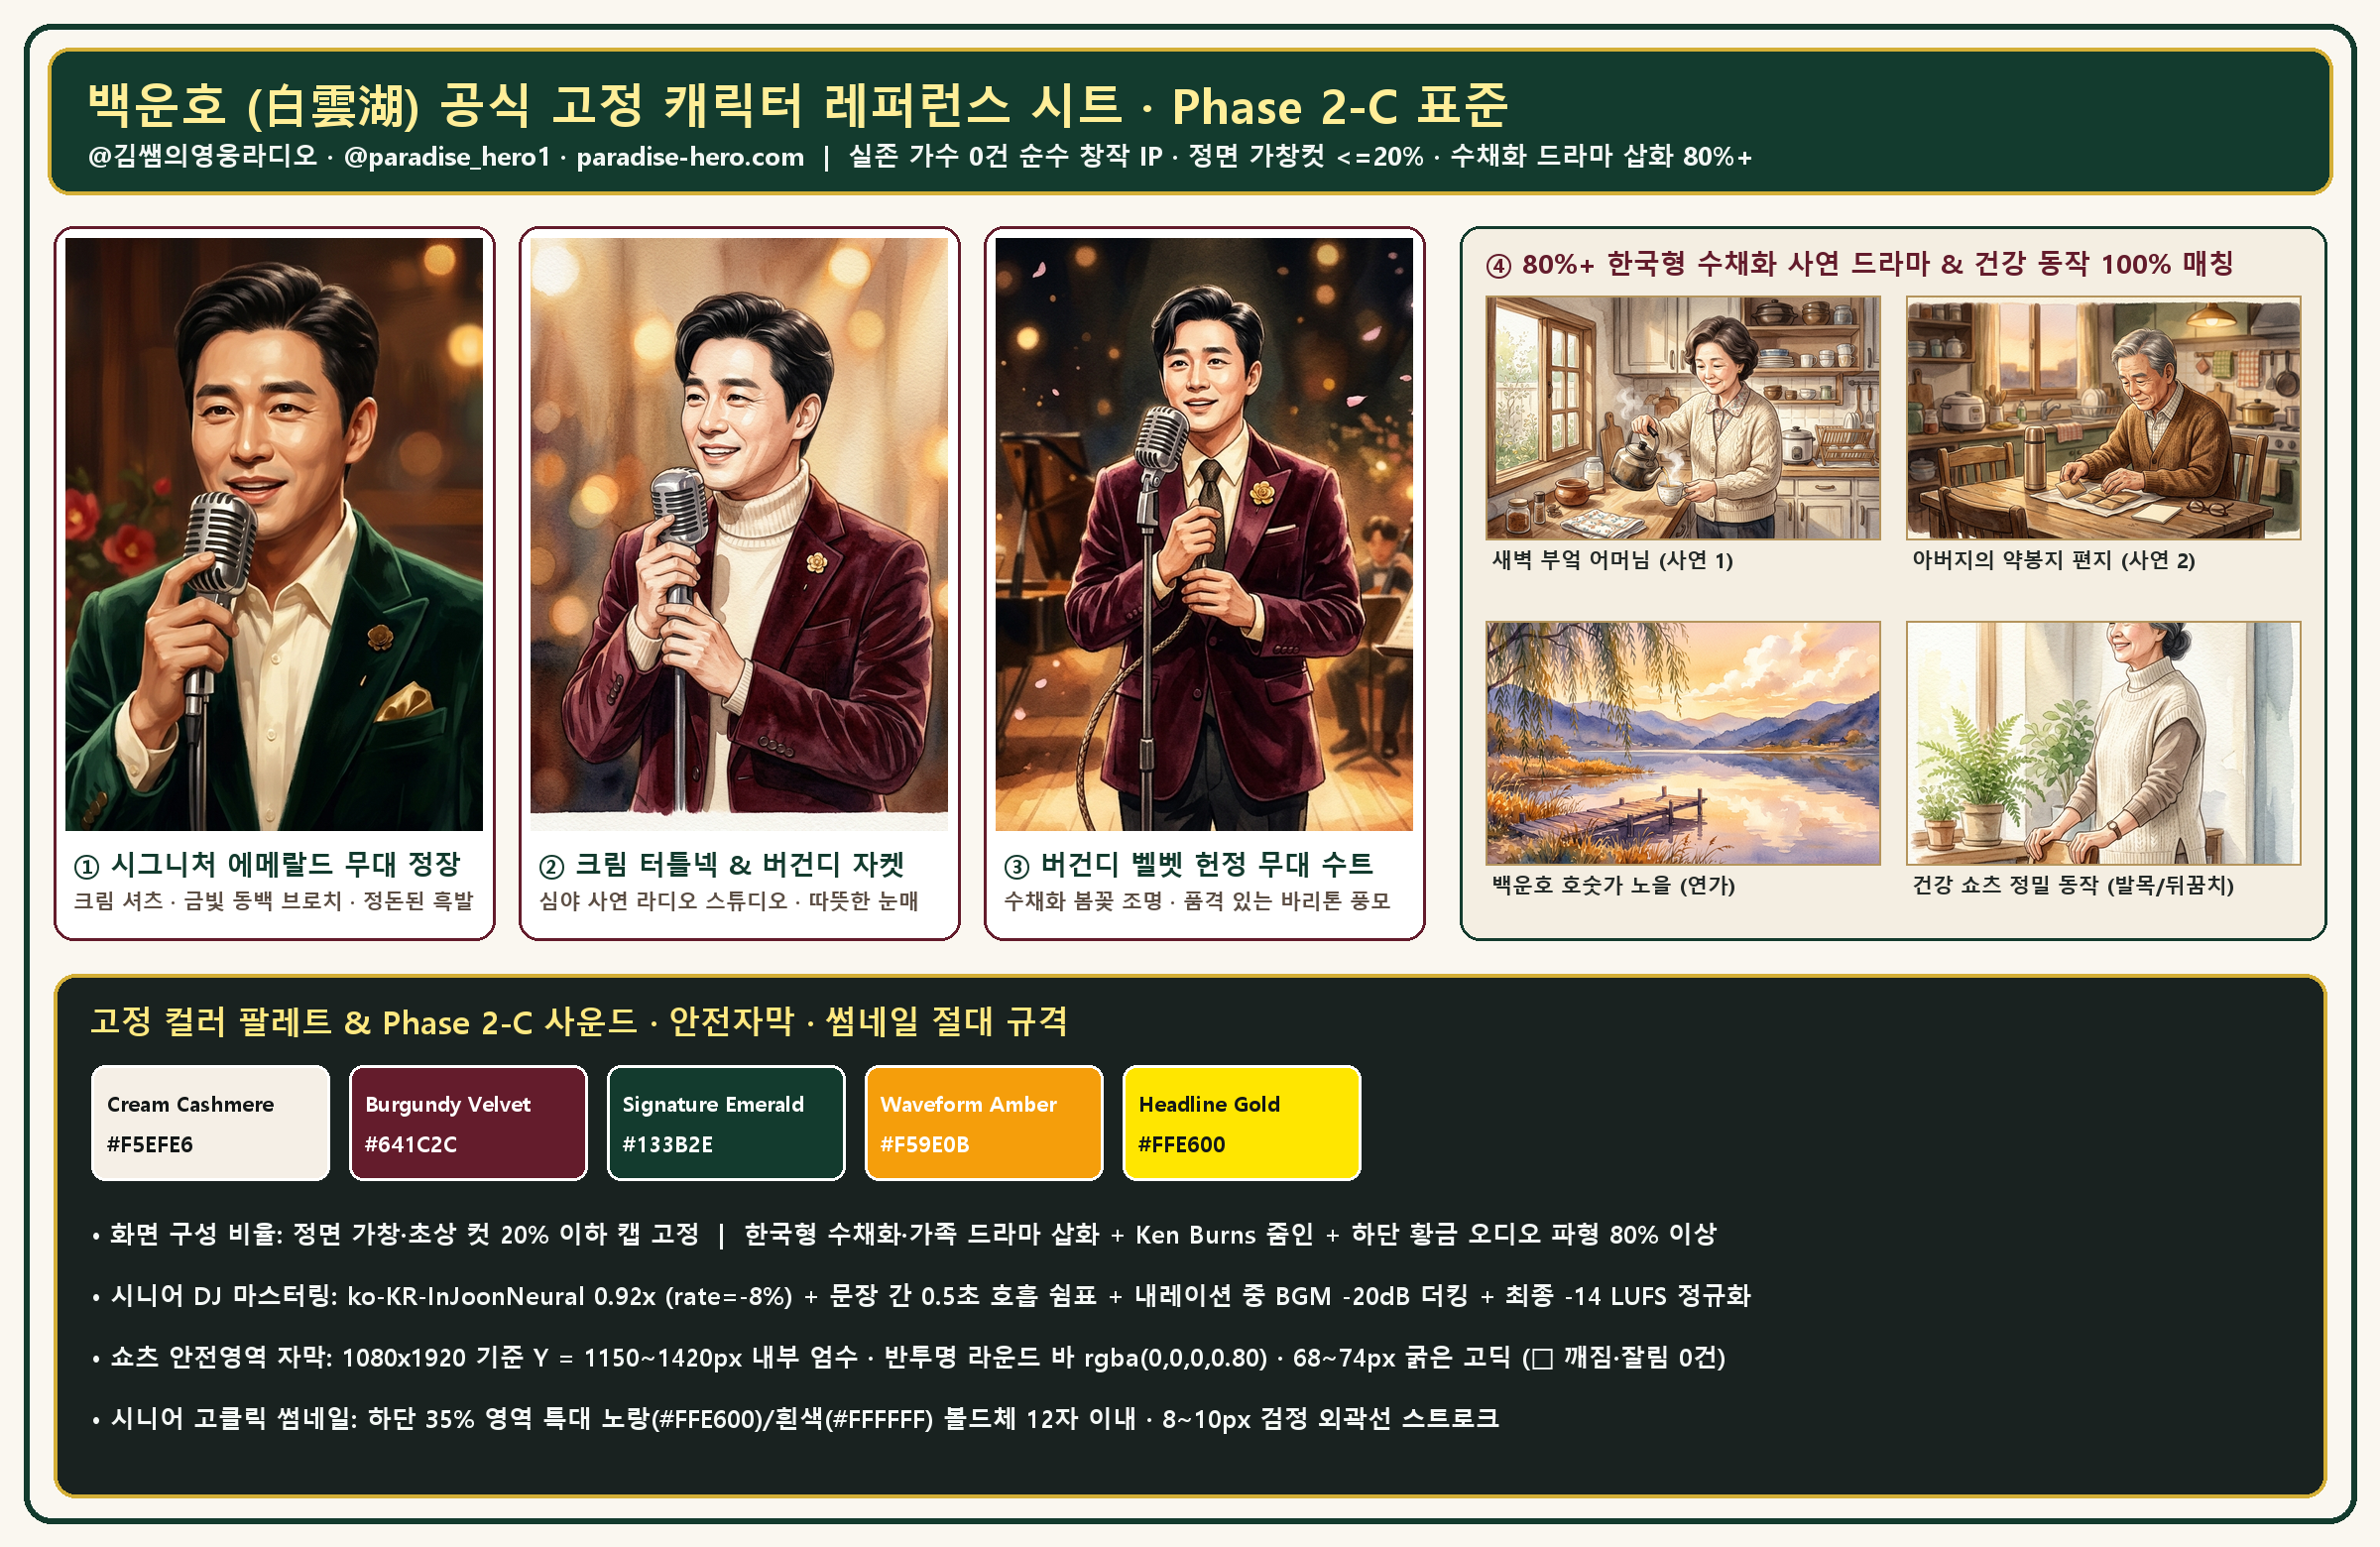 백운호 (白雲湖) 공식 고정 캐릭터 레퍼런스 시트 · Phase 2-C 표준
@김쌤의영웅라디오 · @paradise_hero1 · paradise-hero.com | 실존 가수 0건 순수 창작 IP · 정면 가창컷 <=20% · 수채화 드라마 삽화 80%+
① 시그니처 에메랄드 무대 정장
크림 셔츠 · 금빛 동백 브로치 · 정돈된 흑발
② 크림 터틀넥 & 버건디 자켓
심야 사연 라디오 스튜디오 · 따뜻한 눈매
③ 버건디 벨벳 헌정 무대 수트
수채화 봄꽃 조명 · 품격 있는 바리톤 풍모
④ 80%+ 한국형 수채화 사연 드라마 & 건강 동작 100% 매칭
새벽 부엌 어머님 (사연 1)
아버지의 약봉지 편지 (사연 2)
백운호 호숫가 노을 (연가)
건강 쇼츠 정밀 동작 (발목/뒤꿈치)
고정 컬러 팔레트 & Phase 2-C 사운드 · 안전자막 · 썸네일 절대 규격
Cream Cashmere
#F5EFE6
Burgundy Velvet
#641C2C
Signature Emerald
#133B2E
Waveform Amber
#F59E0B
Headline Gold
#FFE600
• 화면 구성 비율: 정면 가창·초상 컷 20% 이하 캡 고정 | 한국형 수채화·가족 드라마 삽화 + Ken Burns 줌인 + 하단 황금 오디오 파형 80% 이상
• 시니어 DJ 마스터링: ko-KR-InJoonNeural 0.92x (rate=-8%) + 문장 간 0.5초 호흡 쉼표 + 내레이션 중 BGM -20dB 더킹 + 최종 -14 LUFS 정규화
• 쇼츠 안전영역 자막: 1080x1920 기준 Y = 1150~1420px 내부 엄수 · 반투명 라운드 바 rgba(0,0,0,0.80) · 68~74px 굵은 고딕 (□ 깨짐·잘림 0건)
• 시니어 고클릭 썸네일: 하단 35% 영역 특대 노랑(#FFE600)/흰색(#FFFFFF) 볼드체 12자 이내 · 8~10px 검정 외곽선 스트로크